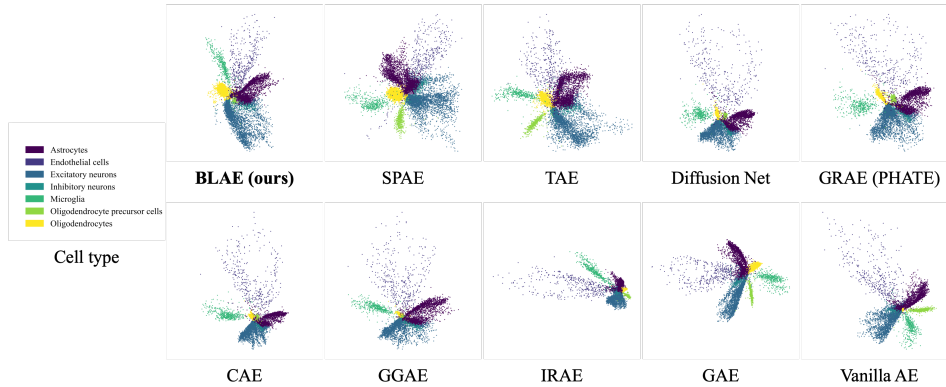 BLAE (ours)
SPAE
TAE
Diffusion Net
GRAE (PHATE)
Astrocytes
Endothelial cells
Excitatory neurons
Inhibitory neurons
Microglia
Oligodendrocyte precursor cells
Oligodendrocytes
Cell type
CAE
GGAE
IRAE
GAE
Vanilla AE